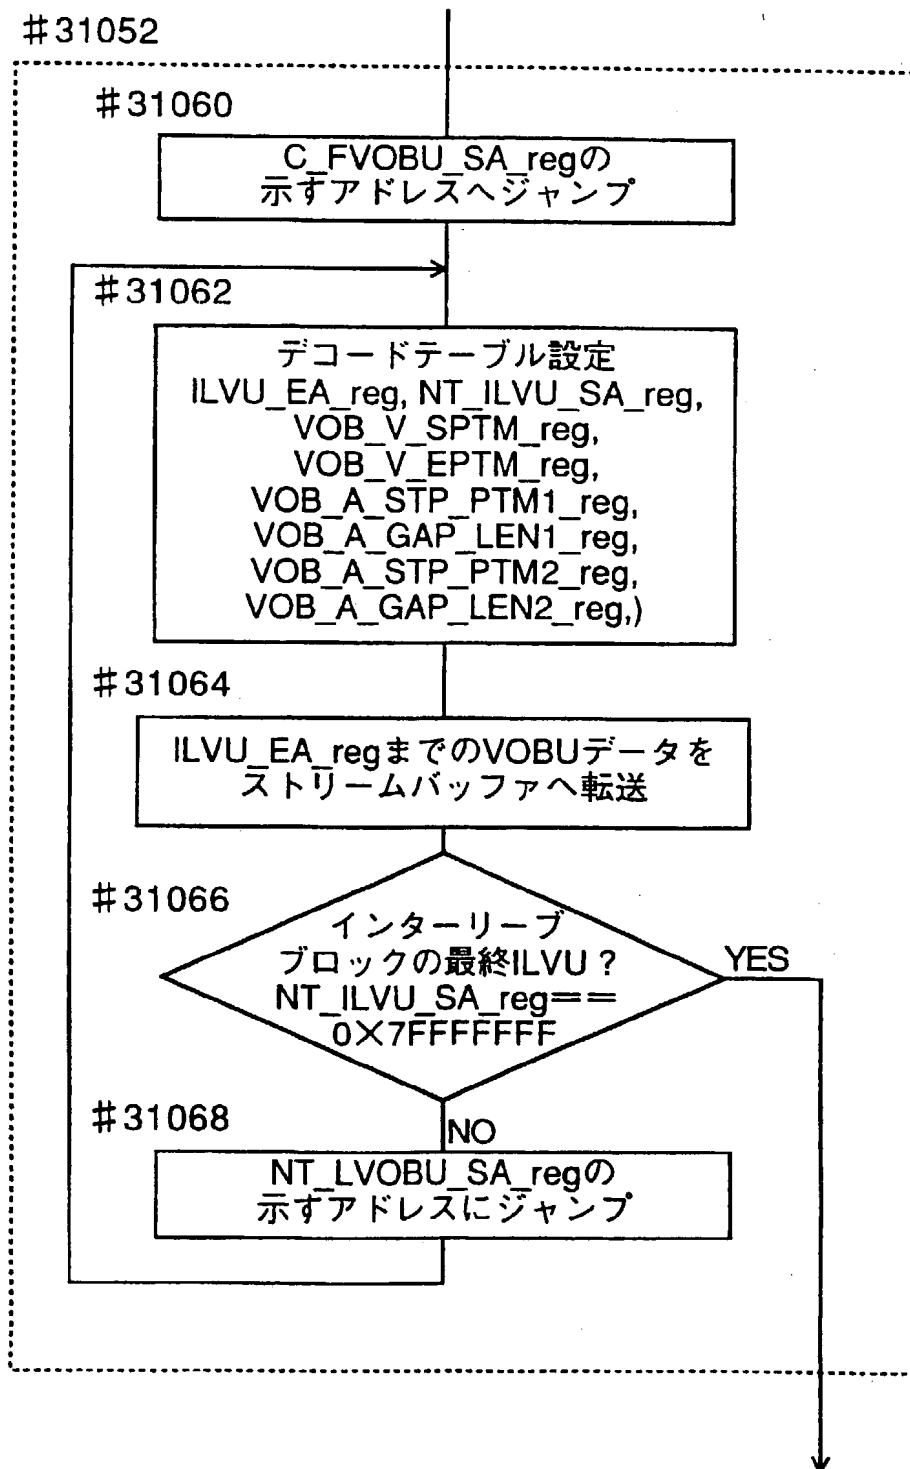 #31052
#31060
C_FVOBU_SA_regの
示すアドレスへジャンプ
#31062
デコードテーブル設定
ILVU_EA_reg, NT_ILVU_SA_reg,
VOB_V_SPTM_reg,
VOB_V_EPTM_reg,
VOB_A_STP_PTM1_reg,
VOB_A_GAP_LEN1_reg,
VOB_A_STP_PTM2_reg,
VOB_A_GAP_LEN2_reg,)
#31064
ILVU_EA_regまでのVOBUデータを
ストリームバッファへ転送
#31066
インターリーブ
ブロックの最終ILVU?
YES
NT_ILVU_SA_reg==
0×7FFFFFFF
#31068
NO
NT_LVOBU_SA_regの
示すアドレスにジャンプ